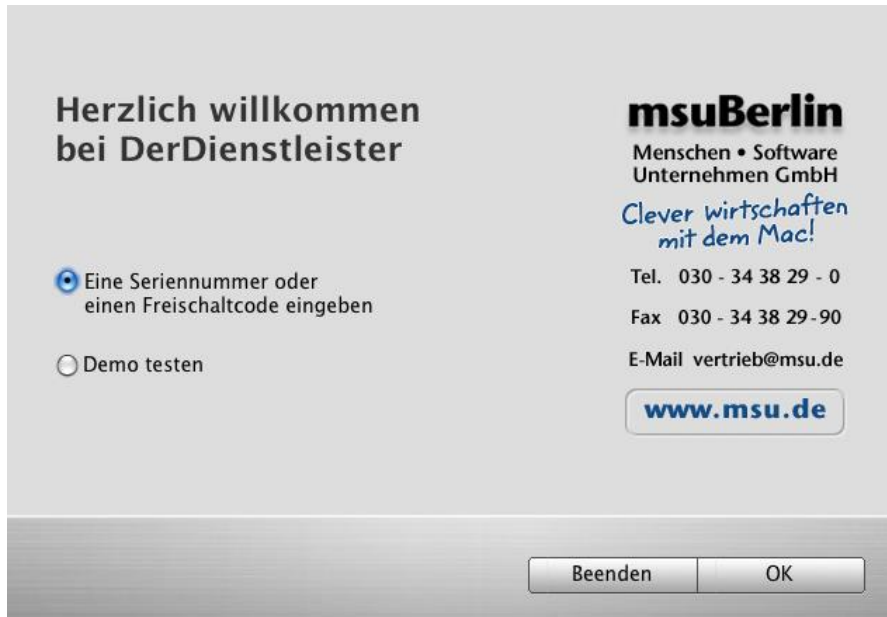 Herzlich willkommen
bei DerDienstleister
Eine Seriennummer oder
einen Freischaltcode eingeben
Demo testen
msuBerlin
Menschen • Software
Unternehmen GmbH
Clever wirtschaften
mit dem Mac!
Tel. 030 - 34 38 29 - 0
Fax 030 - 34 38 29-90
E-Mail vertrieb@msu.de
www.msu.de
Beenden OK